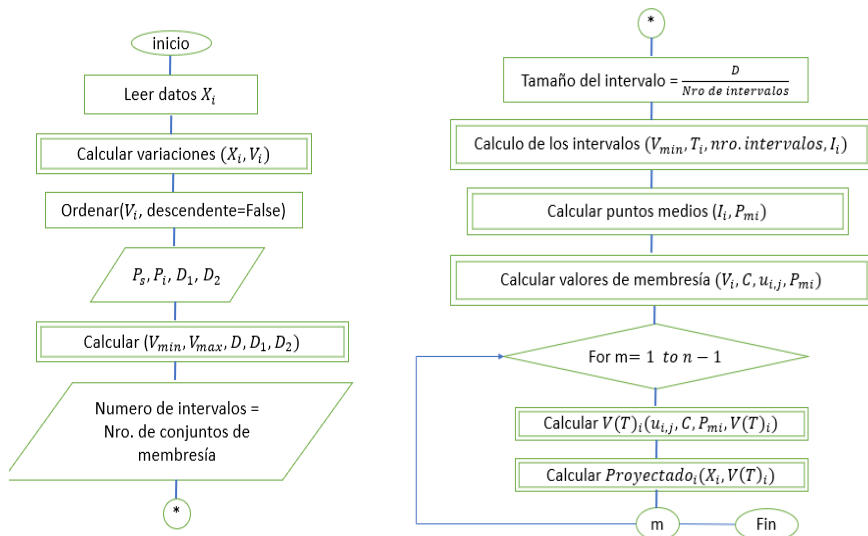 inicio
Leer datos X_i
Calcular variaciones (X_i, V_i)
Ordenar(V_i, descendente=False)
P_s, P_i, D_1, D_2
Calcular (V_min, V_max, D, D_1, D_2)
Numero de intervalos =
Nro. de conjuntos de
membresía
*
*
Tamaño del intervalo = D / Nro de intervalos
Calculo de los intervalos (V_min, T_i, nro. intervalos, I_i)
Calcular puntos medios (I_i, P_mi)
Calcular valores de membresía (V_i, C, u_i,j, P_mi)
For m= 1 to n − 1
Calcular V(T)_i(u_i,j, C, P_mi, V(T)_i)
Calcular Proyectado_i(X_i, V(T)_i)
m
Fin